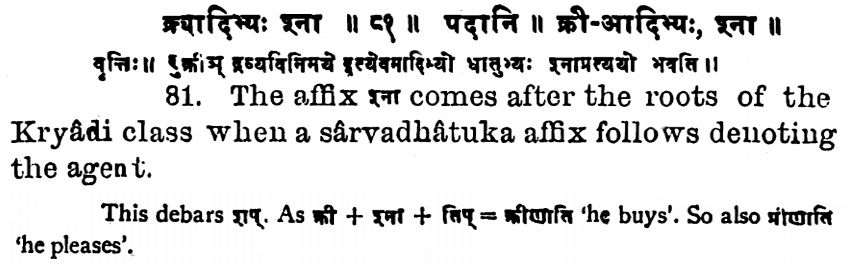 क्र्यादिभ्यः श्ना ॥ ८१ ॥ पदानि ॥ क्री-आदिभ्यः, श्ना ॥
वृत्तिः॥ डुक्रीञ् द्रव्यविनिमये इत्येवमादिभ्यो धातुभ्यः श्नाप्रत्ययो भवति ॥
81. The affix श्ना comes after the roots of the
Kryâdi class when a sârvadhâtuka affix follows denoting
the agent.
This debars शप्. As क्री + श्ना + तिप् = क्रीणाति 'he buys'. So also प्रीणाति
'he pleases'.